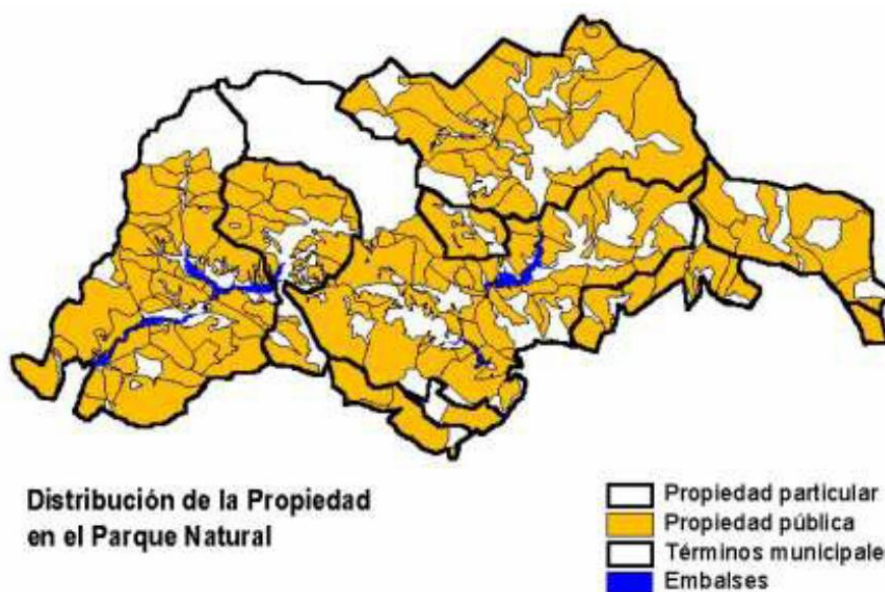 Distribución de la Propiedad
en el Parque Natural
Propiedad particular
Propiedad pública
Términos municipale
Embalses